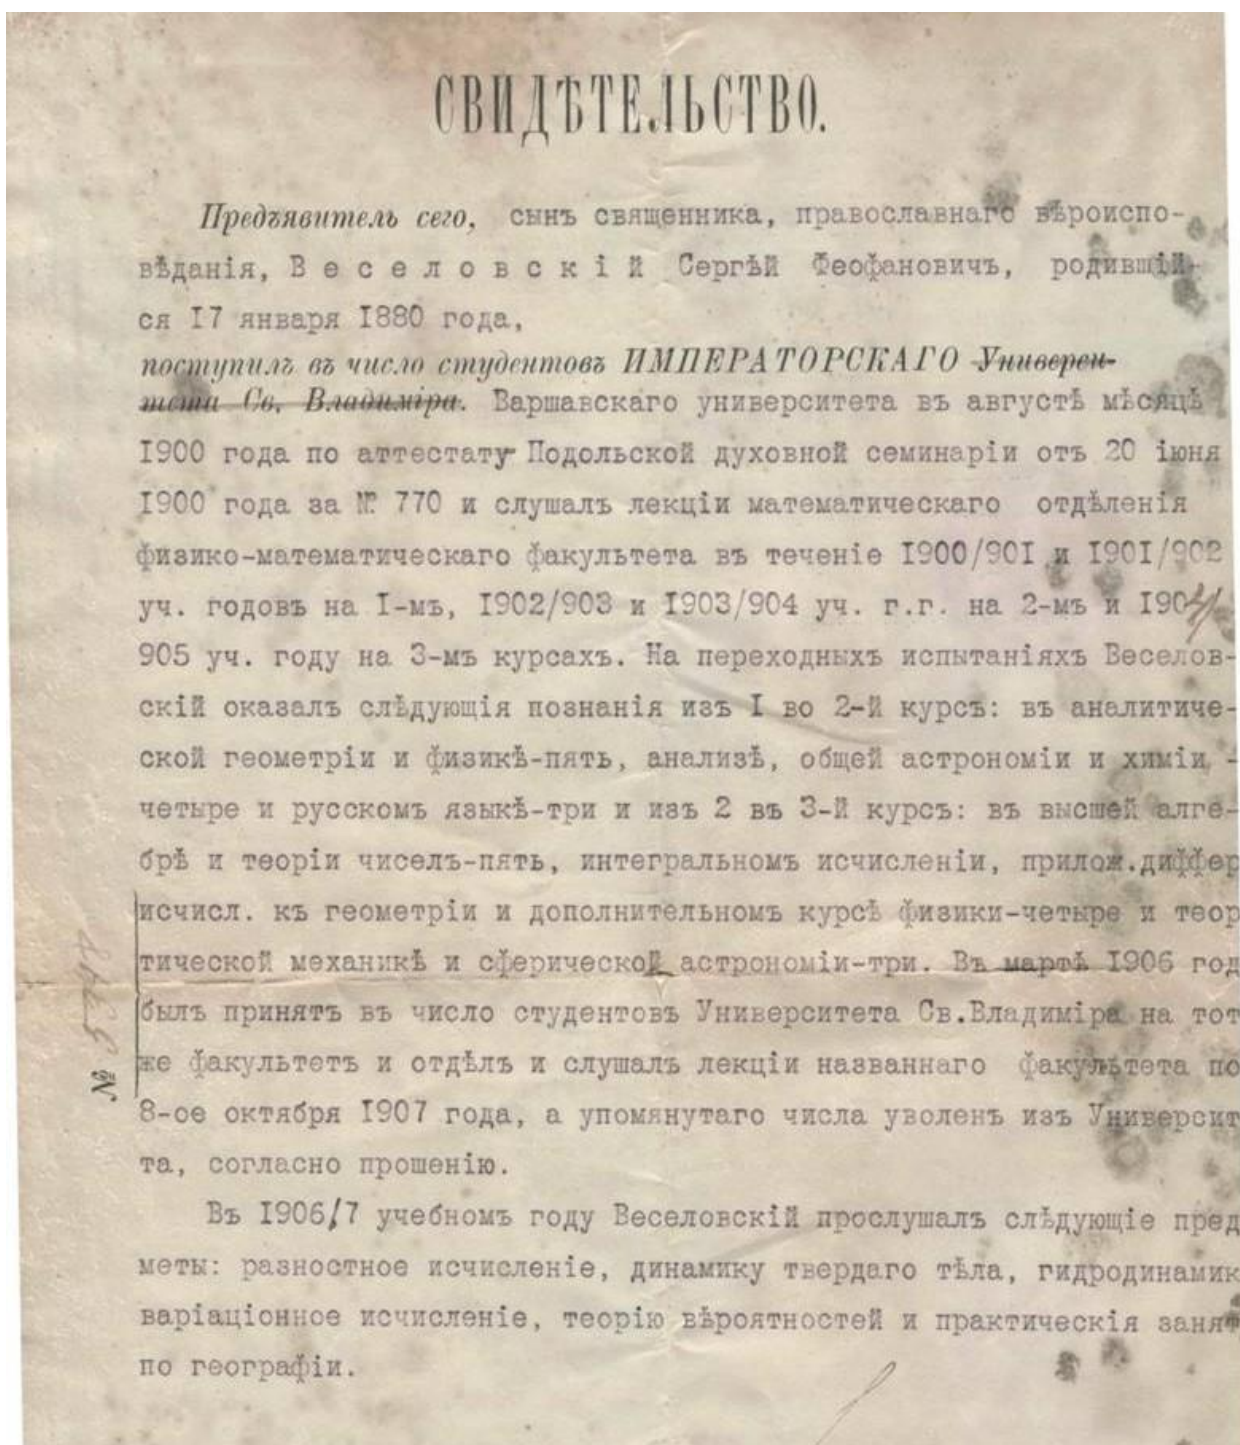 СВИДѢТЕЛЬСТВО.
Предъявитель сего, сынъ священника, православнаго вѣроиспо-
вѣданія, Веселовскій Сергѣй Феофановичъ, родившій-
ся 17 января 1880 года,
поступилъ въ число студентовъ ИМПЕРАТОРСКАГО Универси-
тета Св. Владиміра. Варшавскаго университета въ августѣ мѣсяцѣ
1900 года по аттестату Подольской духовной семинаріи отъ 20 іюня
1900 года за № 770 и слушалъ лекціи математическаго отдѣленія
физико-математическаго факультета въ теченіе 1900/901 и 1901/902
уч. годовъ на I-мъ, 1902/903 и 1903/904 уч. г.г. на 2-мъ и 1904/
905 уч. году на 3-мъ курсахъ. На переходныхъ испытаніяхъ Веселов-
скій оказалъ слѣдующія познанія изъ I во 2-й курсъ: въ аналитиче-
ской геометріи и физикѣ-пять, анализѣ, общей астрономіи и химіи -
четыре и русскомъ языкѣ-три и изъ 2 въ 3-й курсъ: въ высшей алге-
брѣ и теоріи чиселъ-пять, интегральномъ исчисленіи, прилож.диффер
исчисл. къ геометріи и дополнительномъ курсѣ физики-четыре и теор
тической механикѣ и сферической астрономіи-три. Въ мартѣ 1906 год
былъ принятъ въ число студентовъ Университета Св.Владиміра на тот
же факультетъ и отдѣлъ и слушалъ лекціи названнаго факультета по
8-ое октября 1907 года, а упомянутаго числа уволенъ изъ Университ
та, согласно прошенію.
Въ 1906/7 учебномъ году Веселовскій прослушалъ слѣдующіе пред
меты: разностное исчисленіе, динамику твердаго тѣла, гидродинамик
варіаціонное исчисленіе, теорію вѣроятностей и практическія занят
по географіи.
№